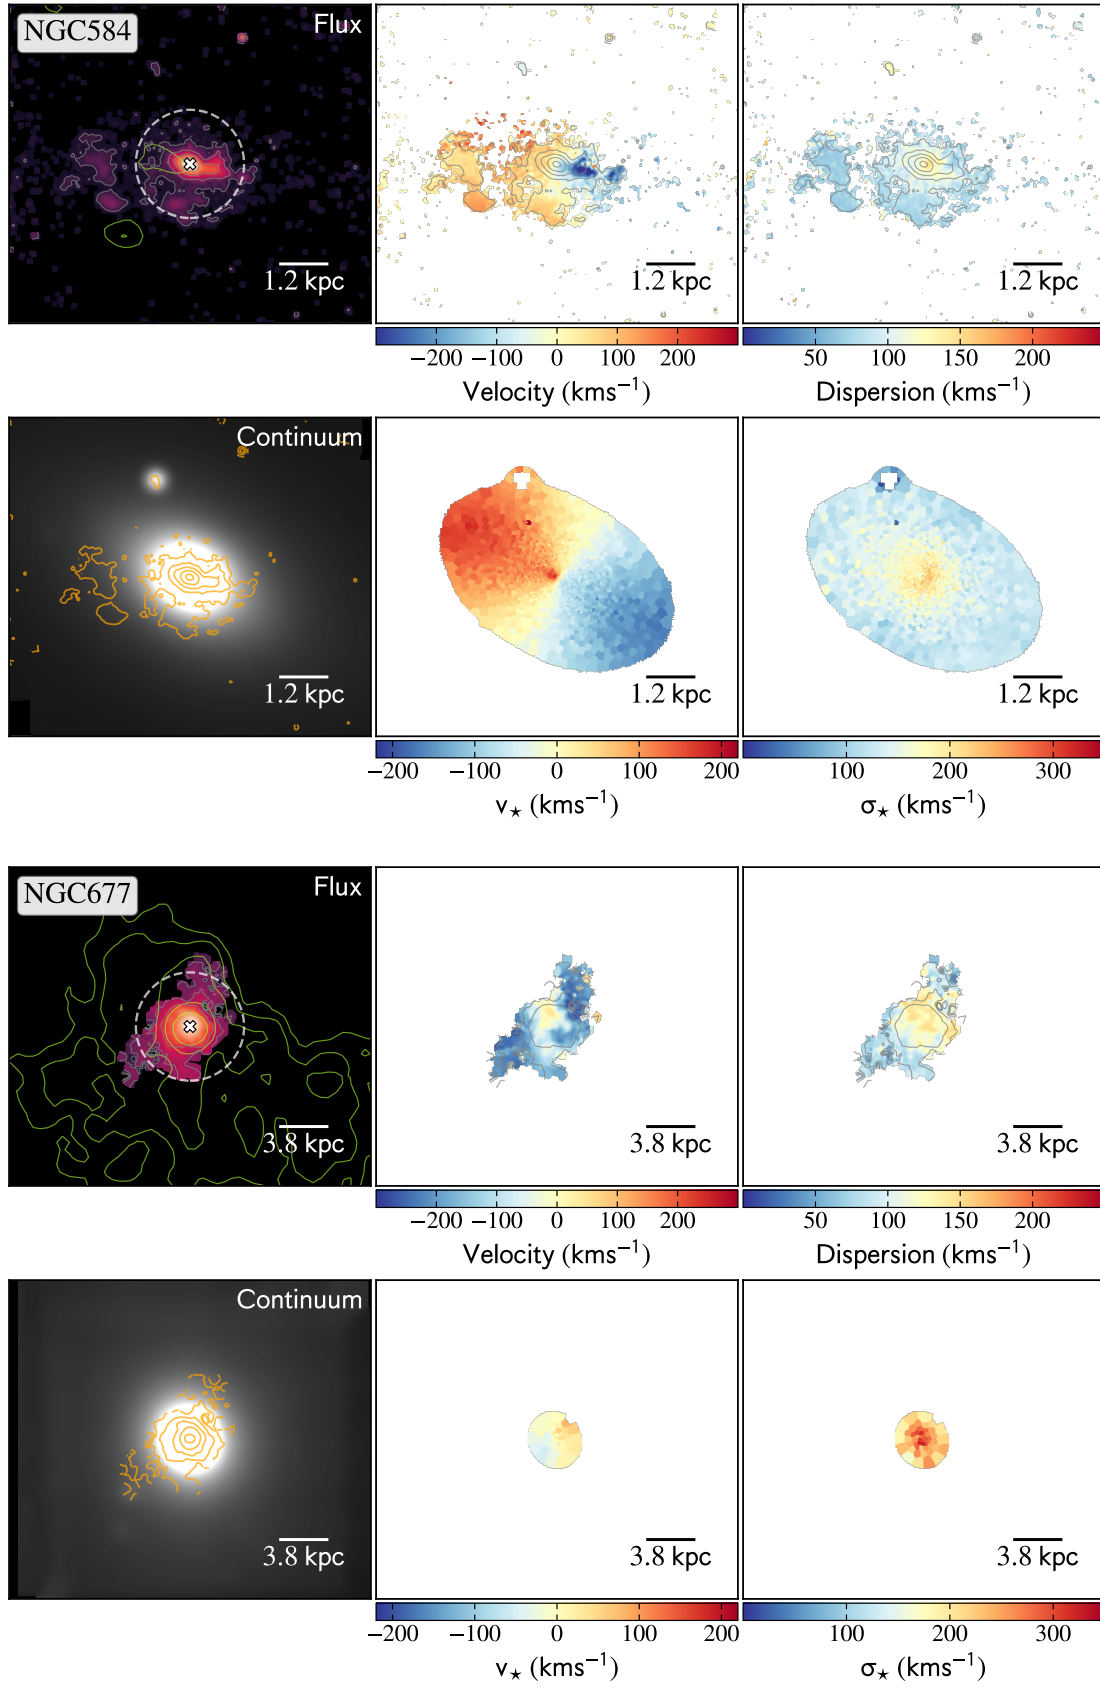 NGC584
Flux
1.2 kpc
1.2 kpc
1.2 kpc
−200 −100 0 100 200
50 100 150 200
Velocity (kms⁻¹)
Dispersion (kms⁻¹)
Continuum
1.2 kpc
1.2 kpc
1.2 kpc
−200 −100 0 100 200
100 200 300
v⋆ (kms⁻¹)
σ⋆ (kms⁻¹)
NGC677
Flux
3.8 kpc
3.8 kpc
3.8 kpc
−200 −100 0 100 200
50 100 150 200
Velocity (kms⁻¹)
Dispersion (kms⁻¹)
Continuum
3.8 kpc
3.8 kpc
3.8 kpc
−200 −100 0 100 200
100 200 300
v⋆ (kms⁻¹)
σ⋆ (kms⁻¹)